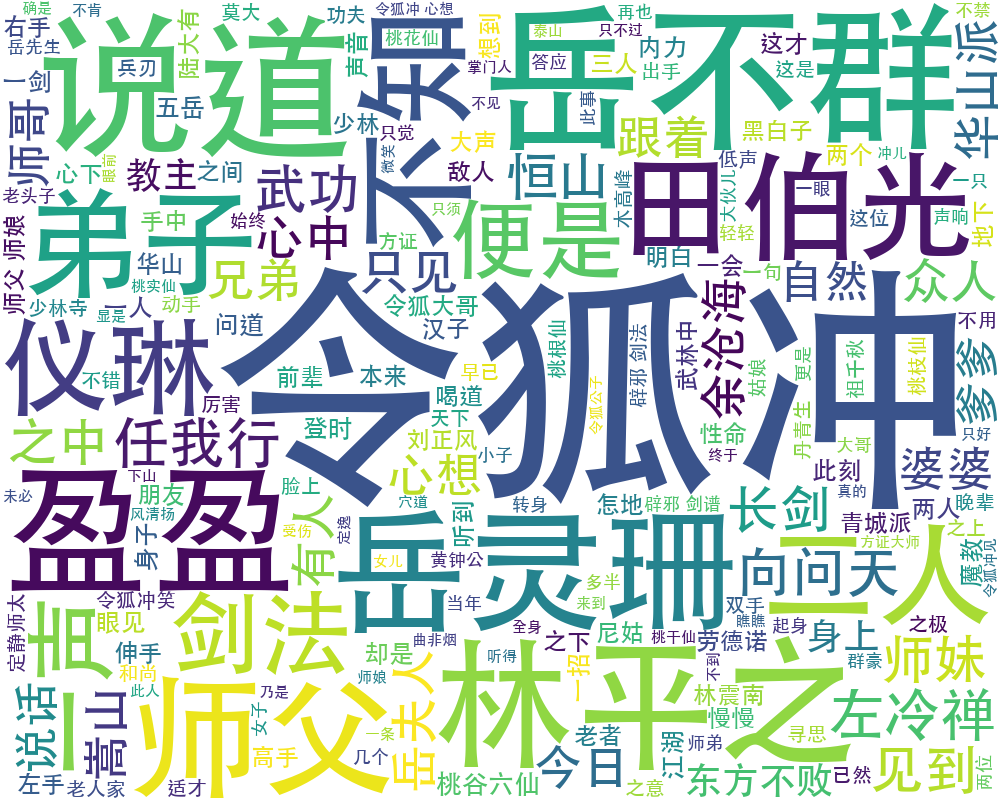 确是
不肯
令狐冲 心想
泰山
再也
不禁
岳先生
右手
莫大
功夫
桃花仙
想到
只不过
这才
兵刃
陆大有
声音
掌门人
答应
三人
内力
这是
出手
华山派
说道
不知
岳不群
一剑
师哥
五岳
少林
不见
此事
跟着
黑白子
两个
冲儿
心下
眼前
教主
之间
武功
只觉
微笑
大声
敌人
恒山
低声
大伙儿
一眼
田伯光
一只
老头子
手中
始终
心中
只须
木高峰
轻轻
这位
声响
地下
弟子
便是
师父 师娘
华山
方证
明白
一会
一句
桃实仙
兄弟
只见
自然
众人
少林寺
显是
一人
动手
令狐大哥
问道
汉子
桃根仙
辟邪 剑法
武林中
余沧海
姑娘
更是
祖千秋
不用
桃枝仙
爹爹
仪琳
令狐冲
不错
前辈
本来
早已
喝道
厉害
天下
令狐公子
登时
刘正风
性命
丹青生
大哥
只好
之中
任我行
心想
小子
终于
此刻
婆婆
下山
脸上
未必
朋友
风清扬
穴道
转身
怎地
辟邪 剑谱
真的
两人
晚辈
盈盈
身子
受伤
有人
定逸
听到
长剑
青城派
之上
女儿
黄钟公
岳灵珊
方证大师
魔教
令狐冲见
二人
向问天
多半
来到
令狐冲笑
当年
双手
瞧瞧
起身
之极
定静师太
一声
眼见
剑法
曲非烟
全身
之下
尼姑
桃干仙
劳德诺
身上
伸手
却是
和尚
师娘
听得
一招
不到
群豪
师妹
此人
乃是
林平之
林震南
说话
嵩山
师父
女子
岳夫人
一条
老者
慢慢
寻思
左冷禅
高手
几个
今日
江湖
师弟
左手
老人家
适才
桃谷六仙
之意
东方不败
已然
见到
两位